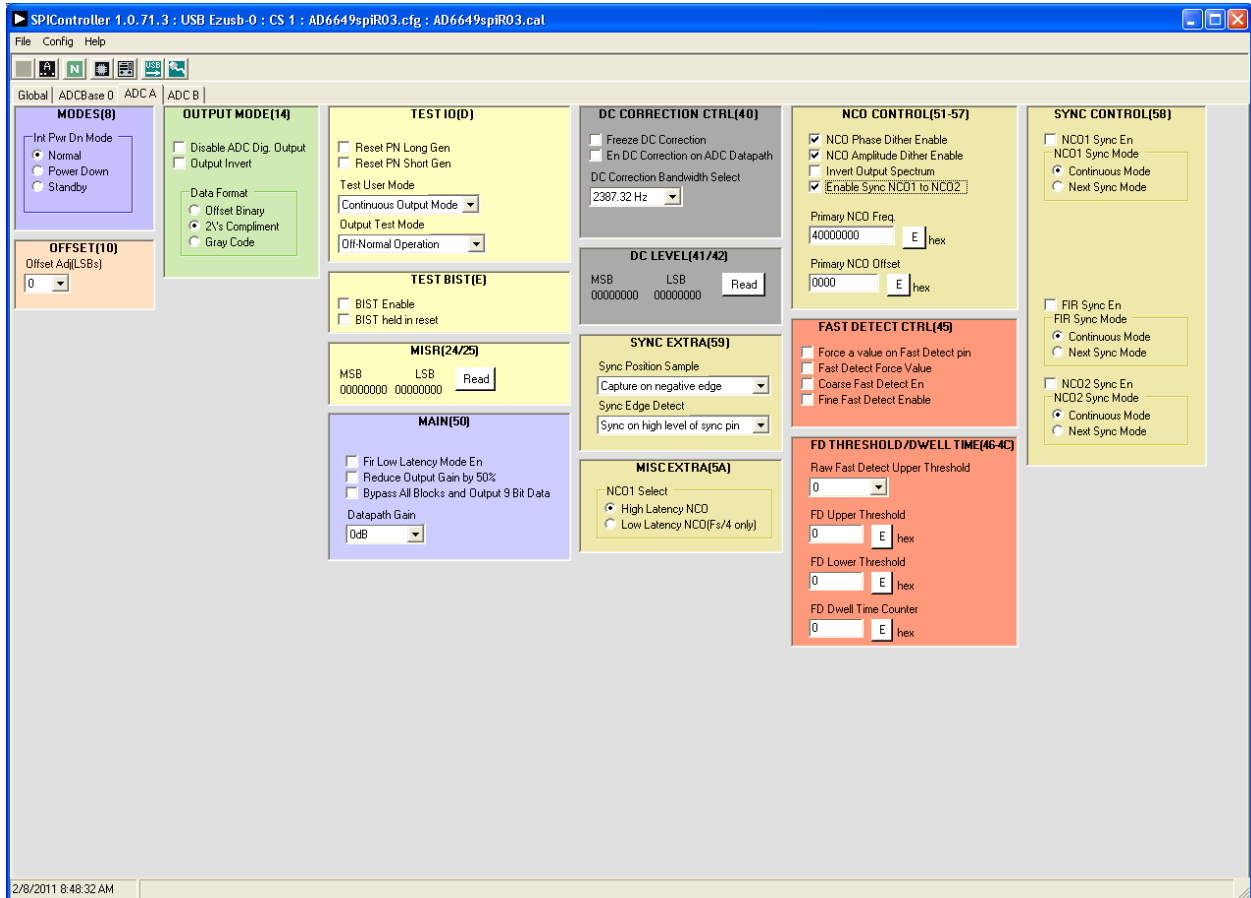 SPIController 1.0.71.3 : USB Ezusb-0 : CS 1 : AD6649spiR03.cfg : AD6649spiR03.cal
File Config Help
A N USB
Global ADCBase 0 ADC A ADC B
MODES(8)
Int Pwr Dn Mode
Normal
Power Down
Standby
OFFSET(10)
Offset Adj(LSBs)
0
OUTPUT MODE(14)
Disable ADC Dig. Output
Output Invert
Data Format
Offset Binary
2\'s Compliment
Gray Code
TEST IO(D)
Reset PN Long Gen
Reset PN Short Gen
Test User Mode
Continuous Output Mode
Output Test Mode
Off-Normal Operation
TEST BIST(E)
BIST Enable
BIST held in reset
MISR(24/25)
MSB LSB
00000000 00000000 Read
MAIN(50)
Fir Low Latency Mode En
Reduce Output Gain by 50%
Bypass All Blocks and Output 9 Bit Data
Datapath Gain
0dB
DC CORRECTION CTRL(40)
Freeze DC Correction
En DC Correction on ADC Datapath
DC Correction Bandwidth Select
2387.32 Hz
DC LEVEL(41/42)
MSB LSB
00000000 00000000 Read
SYNC EXTRA(59)
Sync Position Sample
Capture on negative edge
Sync Edge Detect
Sync on high level of sync pin
MISC EXTRA(5A)
NCO1 Select
High Latency NCO
Low Latency NCO(Fs/4 only)
NCO CONTROL(51-57)
NCO Phase Dither Enable
NCO Amplitude Dither Enable
Invert Output Spectrum
Enable Sync NCO1 to NCO2
Primary NCO Freq.
40000000 E hex
Primary NCO Offset
0000 E hex
FAST DETECT CTRL(45)
Force a value on Fast Detect pin
Fast Detect Force Value
Coarse Fast Detect En
Fine Fast Detect Enable
FD THRESHOLD/DWELL TIME(46-4C)
Raw Fast Detect Upper Threshold
0
FD Upper Threshold
0 E hex
FD Lower Threshold
0 E hex
FD Dwell Time Counter
0 E hex
SYNC CONTROL(58)
NCO1 Sync En
NCO1 Sync Mode
Continuous Mode
Next Sync Mode
FIR Sync En
FIR Sync Mode
Continuous Mode
Next Sync Mode
NCO2 Sync En
NCO2 Sync Mode
Continuous Mode
Next Sync Mode
2/8/2011 8:48:32 AM